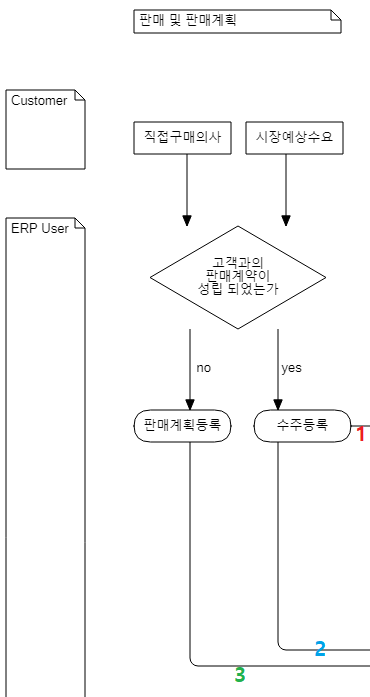 판매 및 판매계획
Customer
직접구매의사
시장예상수요
ERP User
고객과의
판매계약이
성립 되었는가
no
yes
판매계획등록
수주등록
1
2
3